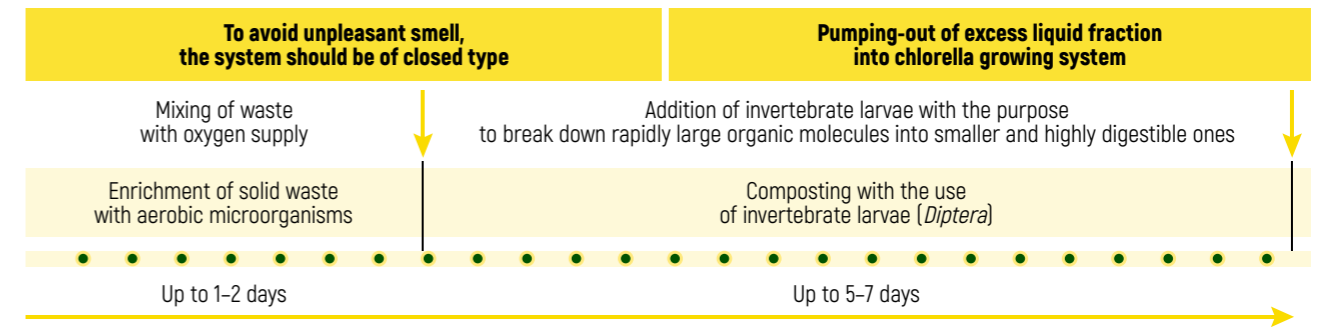 To avoid unpleasant smell,
the system should be of closed type
Pumping-out of excess liquid fraction
into chlorella growing system
Mixing of waste
with oxygen supply
Addition of invertebrate larvae with the purpose
to break down rapidly large organic molecules into smaller and highly digestible ones
Enrichment of solid waste
with aerobic microorganisms
Composting with the use
of invertebrate larvae (Diptera)
Up to 1–2 days
Up to 5–7 days